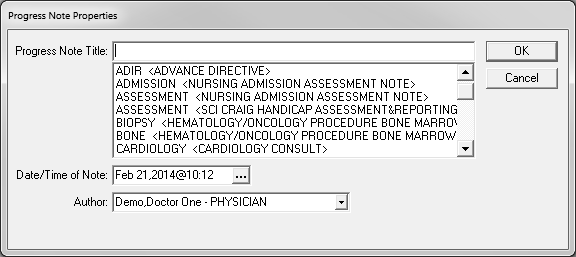 Progress Note Properties
Progress Note Title:
OK
ADIR <ADVANCE DIRECTIVE>
ADMISSION <NURSING ADMISSION ASSESSMENT NOTE>
Cancel
ASSESSMENT <NURSING ADMISSION ASSESSMENT NOTE>
ASSESSMENT <SCI CRAIG HANDICAP ASSESSMENT&REPORTING
BIOPSY <HEMATOLOGY/ONCOLOGY PROCEDURE BONE MARROW
BONE <HEMATOLOGY/ONCOLOGY PROCEDURE BONE MARROW
CARDIOLOGY <CARDIOLOGY CONSULT>
Date/Time of Note: Feb 21,2014@10:12 ...
Author: Demo,Doctor One - PHYSICIAN